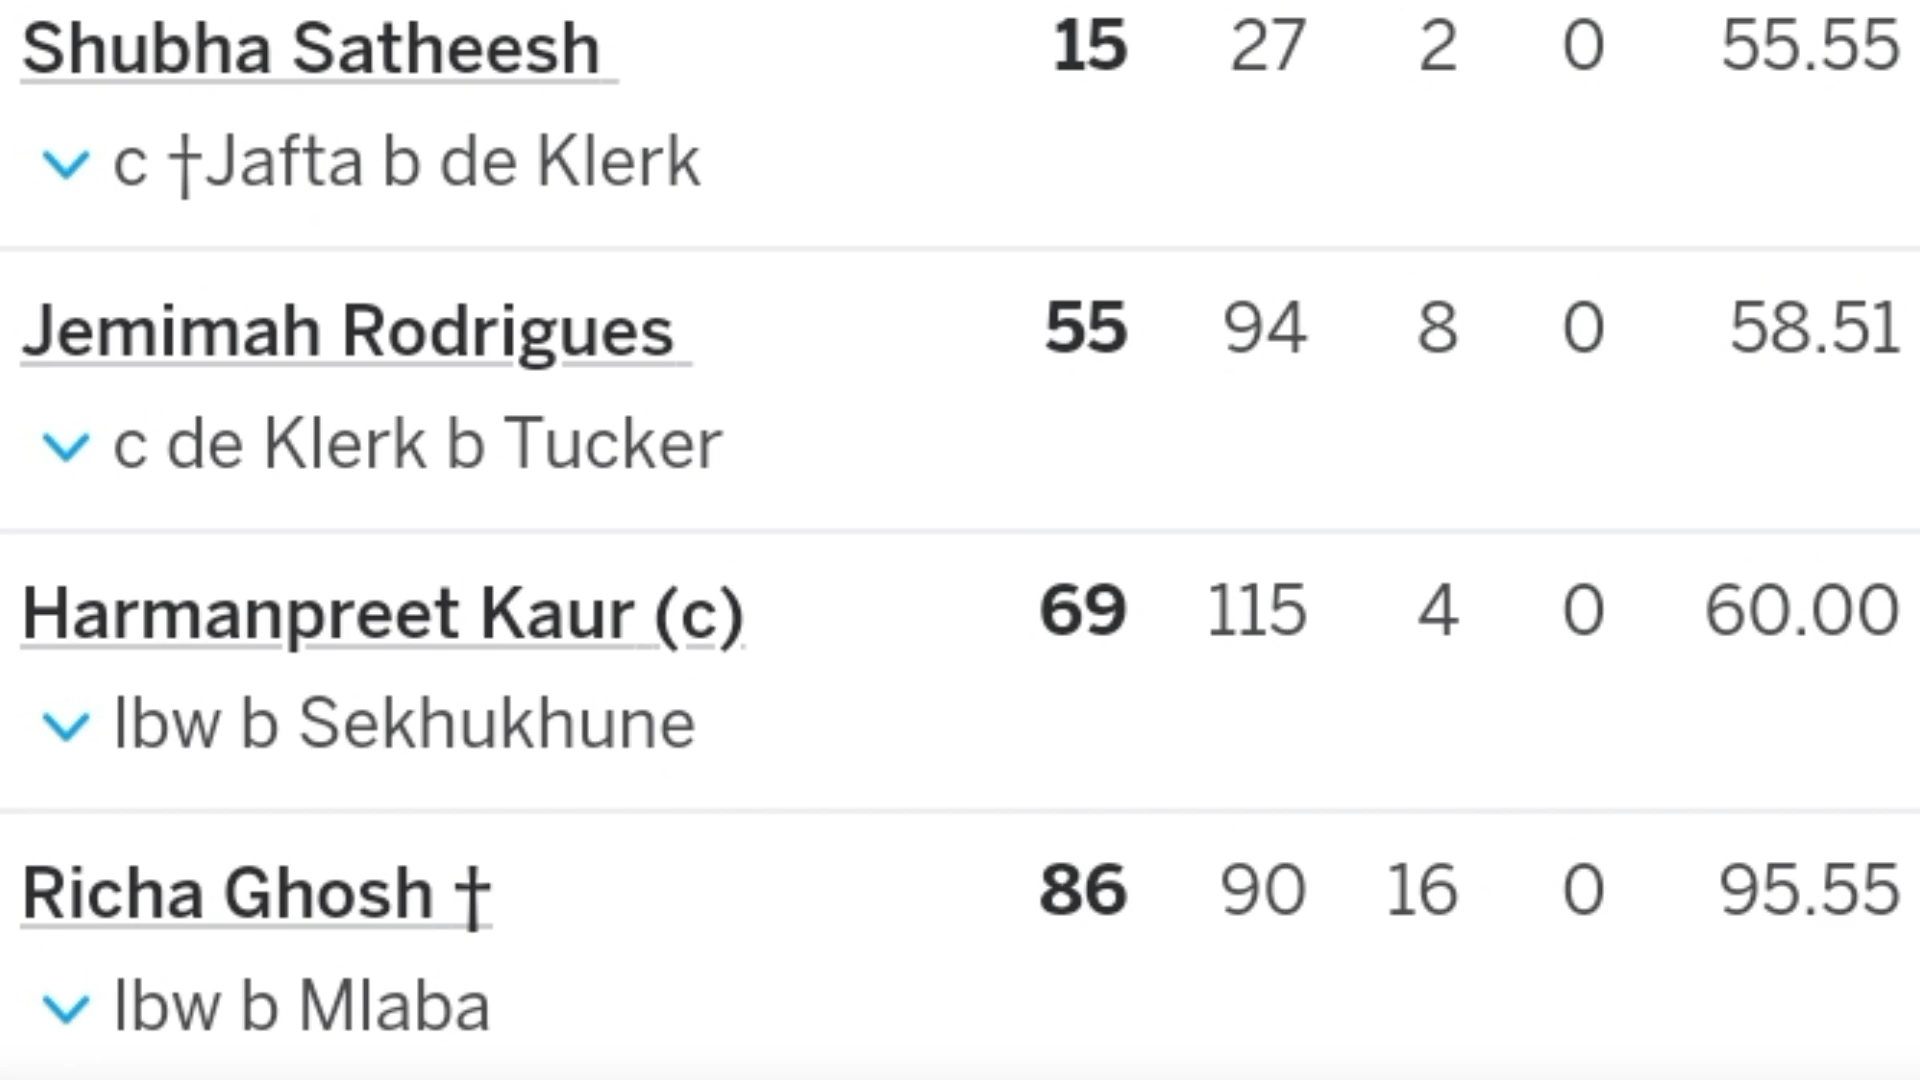 Shubha Satheesh 15 27 2 0 55.55
c †Jafta b de Klerk
Jemimah Rodrigues 55 94 8 0 58.51
c de Klerk b Tucker
Harmanpreet Kaur (c) 69 115 4 0 60.00
lbw b Sekhukhune
Richa Ghosh † 86 90 16 0 95.55
lbw b Mlaba